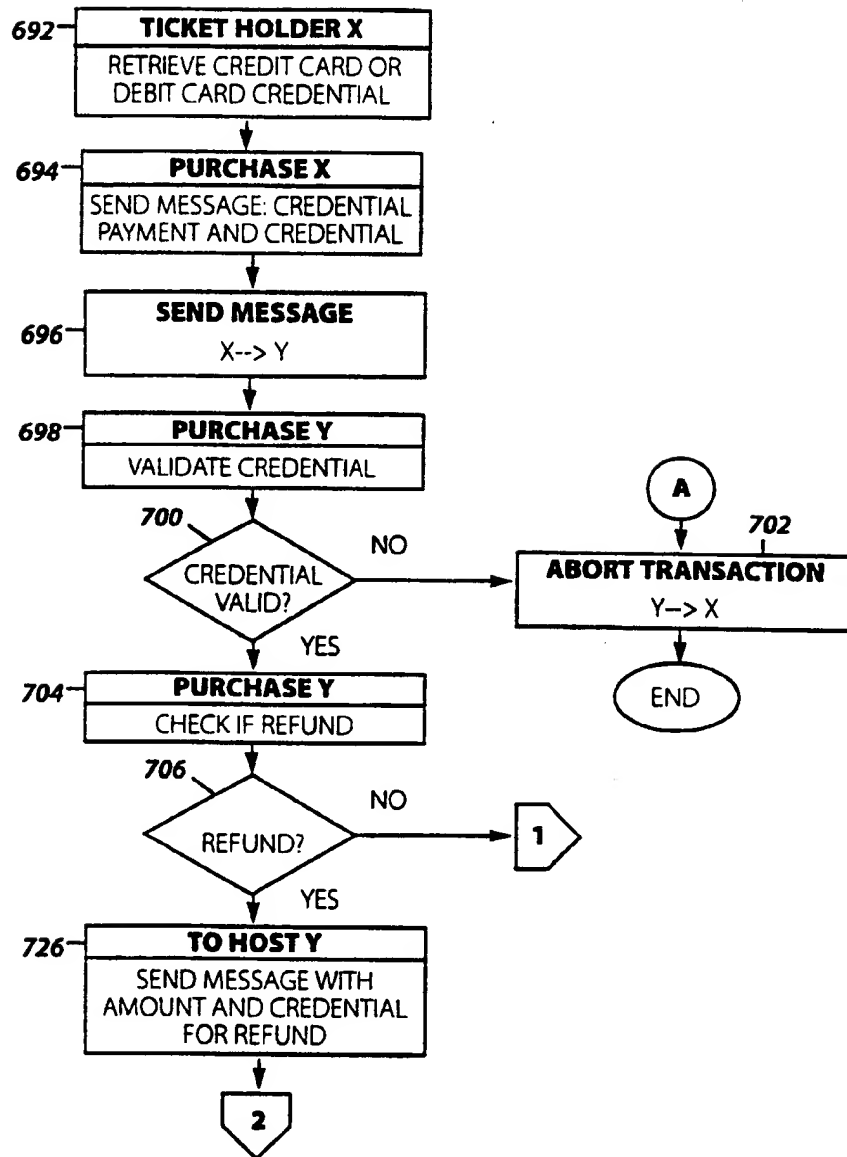 692
TICKET HOLDER X
RETRIEVE CREDIT CARD OR
DEBIT CARD CREDENTIAL
694
PURCHASE X
SEND MESSAGE: CREDENTIAL
PAYMENT AND CREDENTIAL
696
SEND MESSAGE
X--> Y
698
PURCHASE Y
VALIDATE CREDENTIAL
700
CREDENTIAL
VALID?
NO
YES
A
702
ABORT TRANSACTION
Y--> X
END
704
PURCHASE Y
CHECK IF REFUND
706
REFUND?
NO
1
YES
726
TO HOST Y
SEND MESSAGE WITH
AMOUNT AND CREDENTIAL
FOR REFUND
2